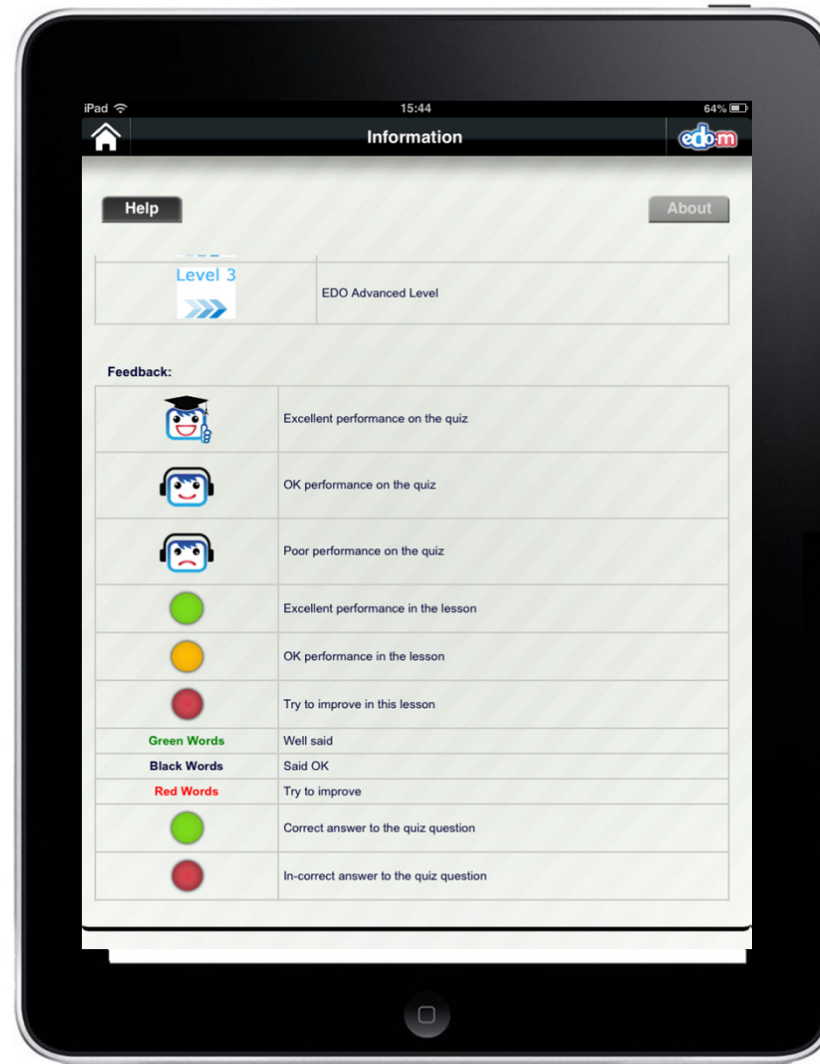 iPad 15:44 64%
Information edo-m
Help About
Level 3 EDO Advanced Level
Feedback:
Excellent performance on the quiz
OK performance on the quiz
Poor performance on the quiz
Excellent performance in the lesson
OK performance in the lesson
Try to improve in this lesson
Green Words Well said
Black Words Said OK
Red Words Try to improve
Correct answer to the quiz question
In-correct answer to the quiz question